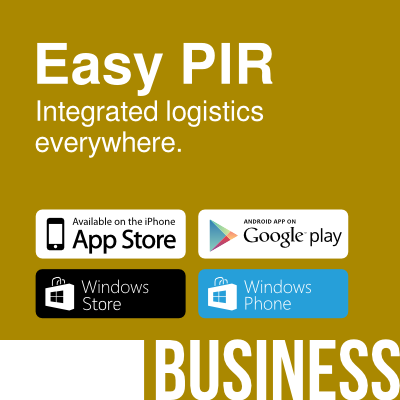 Easy PIR
Integrated logistics
everywhere.
Available on the iPhone
App Store
ANDROID APP ON
Google play
Windows
Store
Windows
Phone
BUSINESS